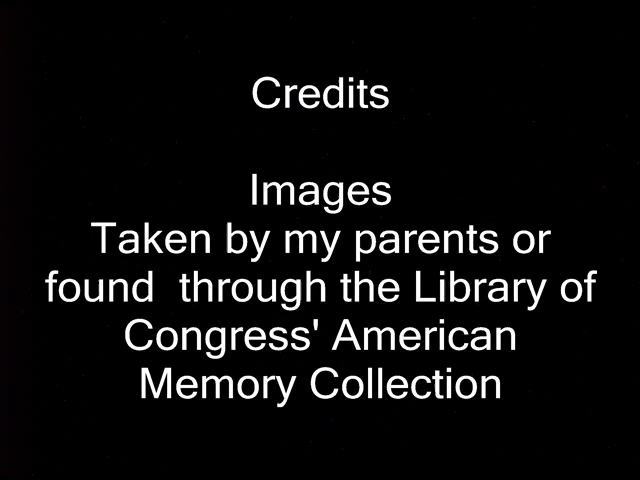 Credits
Images
Taken by my parents or
found  through the Library of
Congress' American
Memory Collection